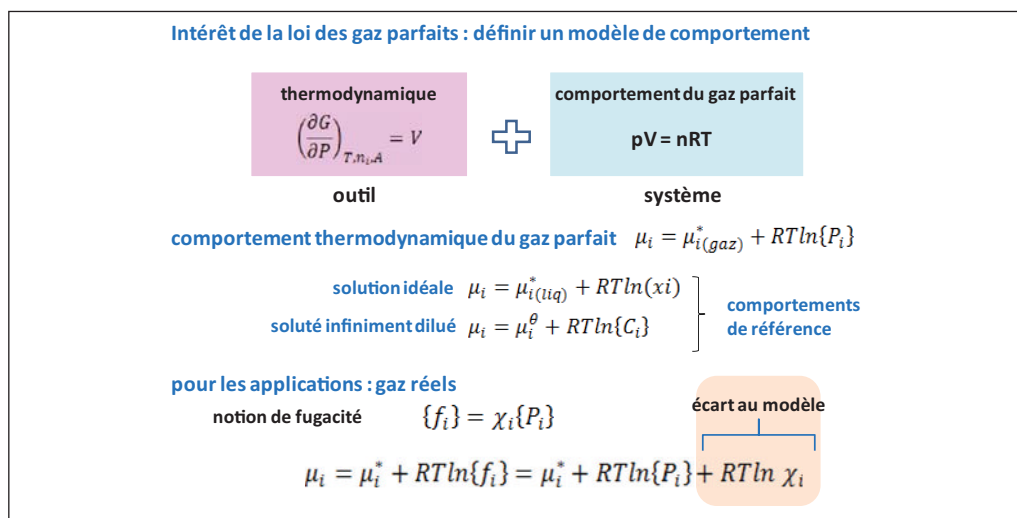 Intérêt de la loi des gaz parfaits : définir un modèle de comportement
thermodynamique
(∂G/∂P)_{T,n_i,A} = V
outil
comportement du gaz parfait
pV = nRT
système
comportement thermodynamique du gaz parfait μ_i = μ*_{i(gaz)} + RTln{P_i}
solution idéale μ_i = μ*_{i(liq)} + RTln(xi)
soluté infiniment dilué μ_i = μ_i^θ + RTln{C_i}
comportements
de référence
pour les applications : gaz réels
notion de fugacité {f_i} = χ_i{P_i}
écart au modèle
μ_i = μ_i^* + RTln{f_i} = μ_i^* + RTln{P_i} + RTln χ_i